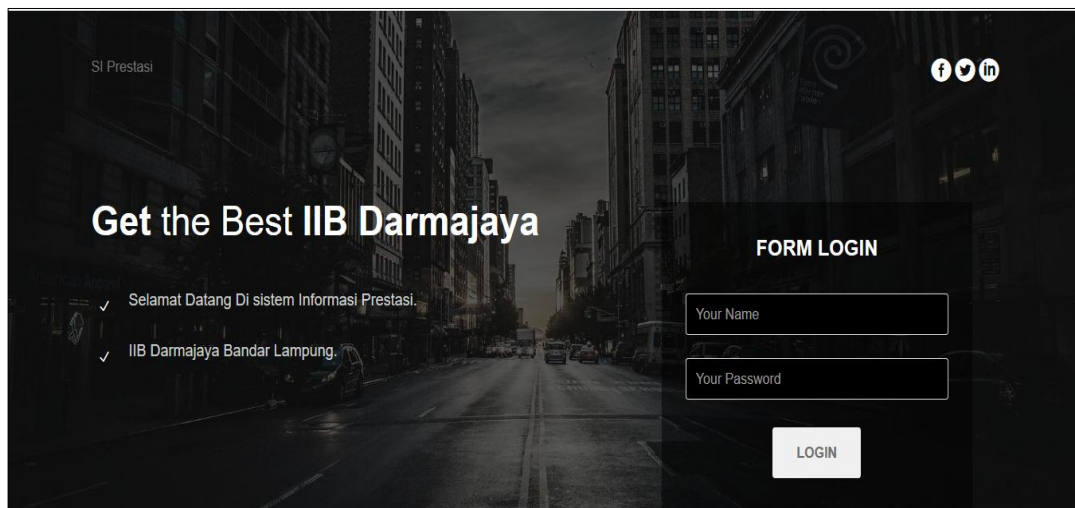 SI Prestasi
Get the Best IIB Darmajaya
Selamat Datang Di sistem Informasi Prestasi.
IIB Darmajaya Bandar Lampung.
FORM LOGIN
Your Name
Your Password
LOGIN